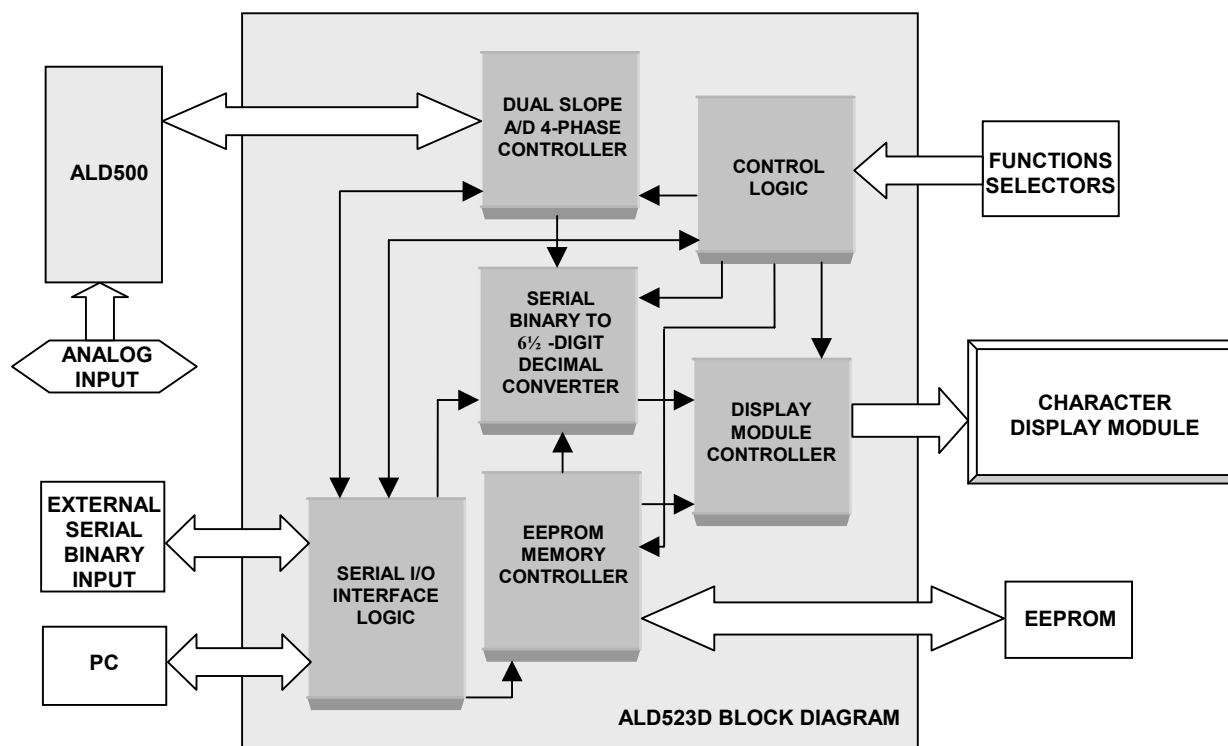 ALD500
ANALOG
INPUT
EXTERNAL
SERIAL
BINARY
INPUT
PC
DUAL SLOPE
A/D 4-PHASE
CONTROLLER
CONTROL
LOGIC
SERIAL
BINARY TO
6½ -DIGIT
DECIMAL
CONVERTER
DISPLAY
MODULE
CONTROLLER
SERIAL I/O
INTERFACE
LOGIC
EEPROM
MEMORY
CONTROLLER
FUNCTIONS
SELECTORS
CHARACTER
DISPLAY MODULE
EEPROM
ALD523D BLOCK DIAGRAM